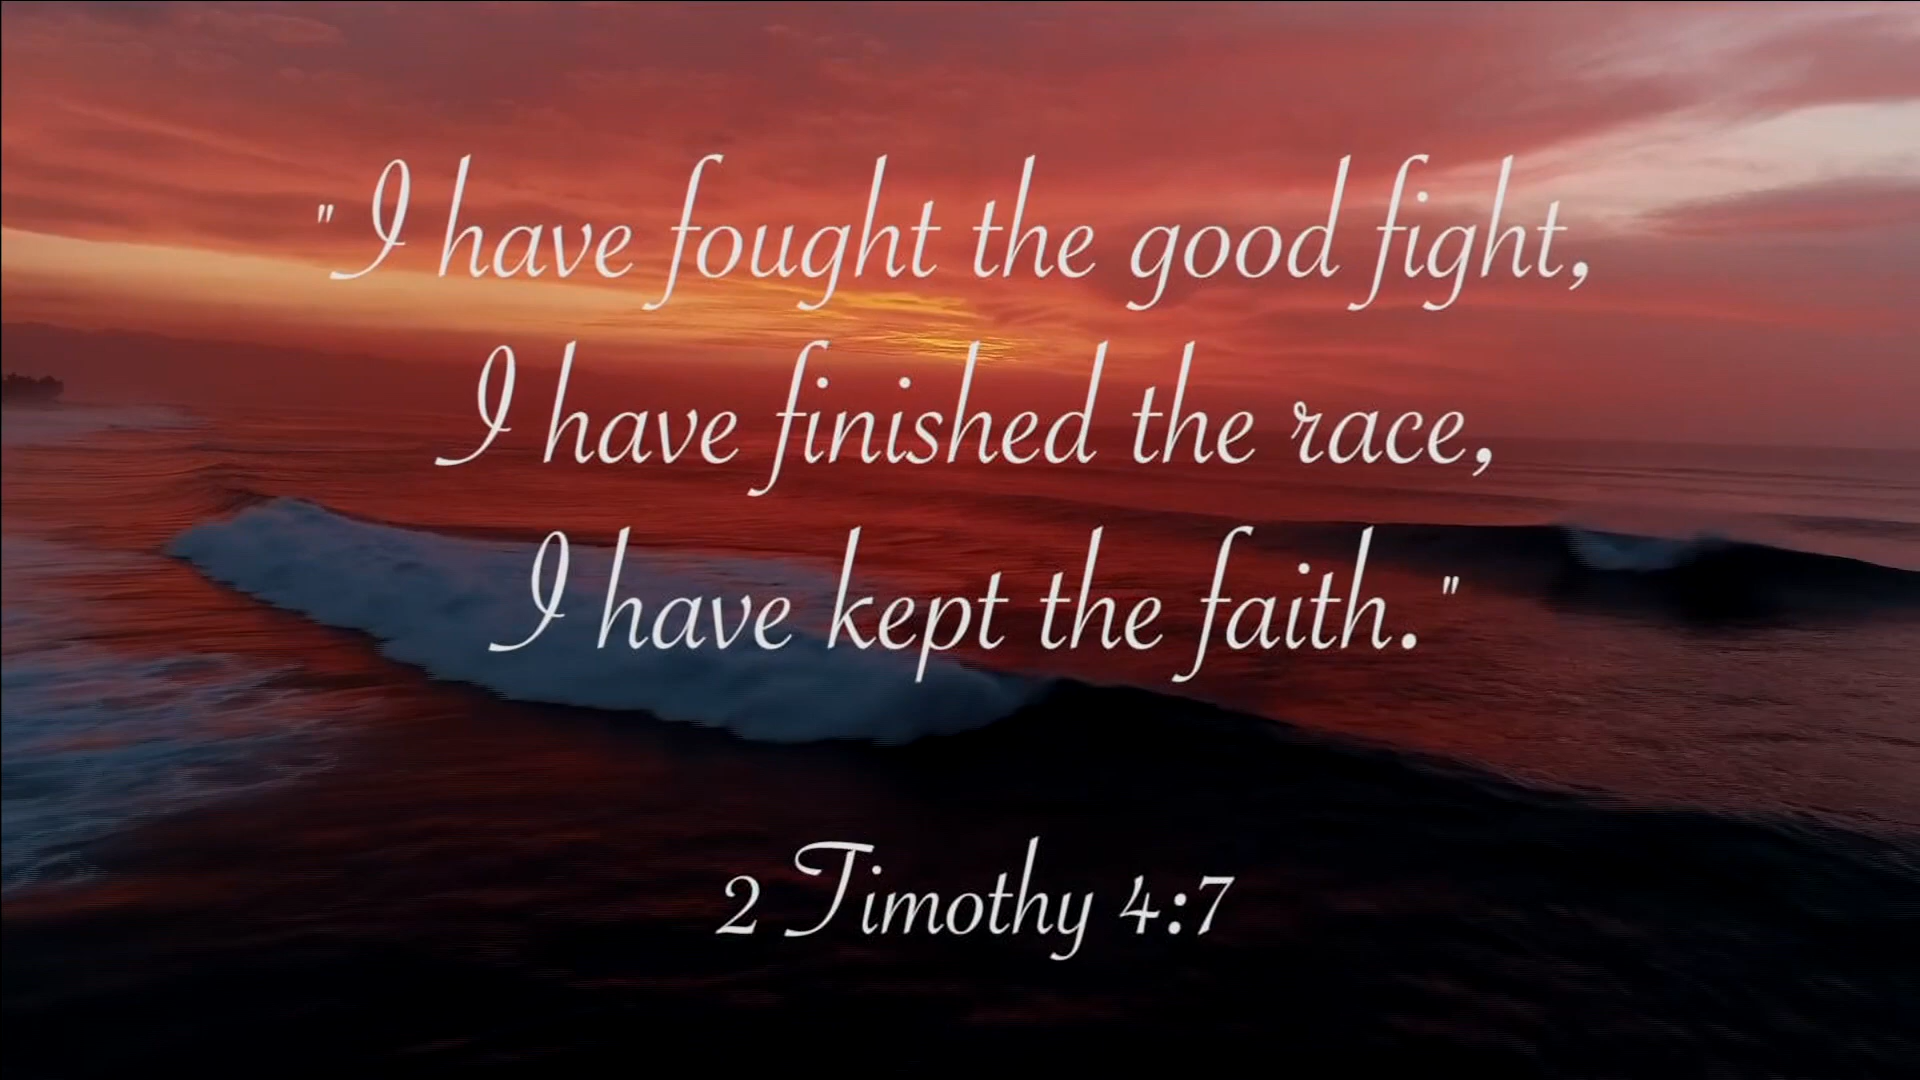 "I have fought the good fight,
I have finished the race,
I have kept the faith."
2 Timothy 4:7